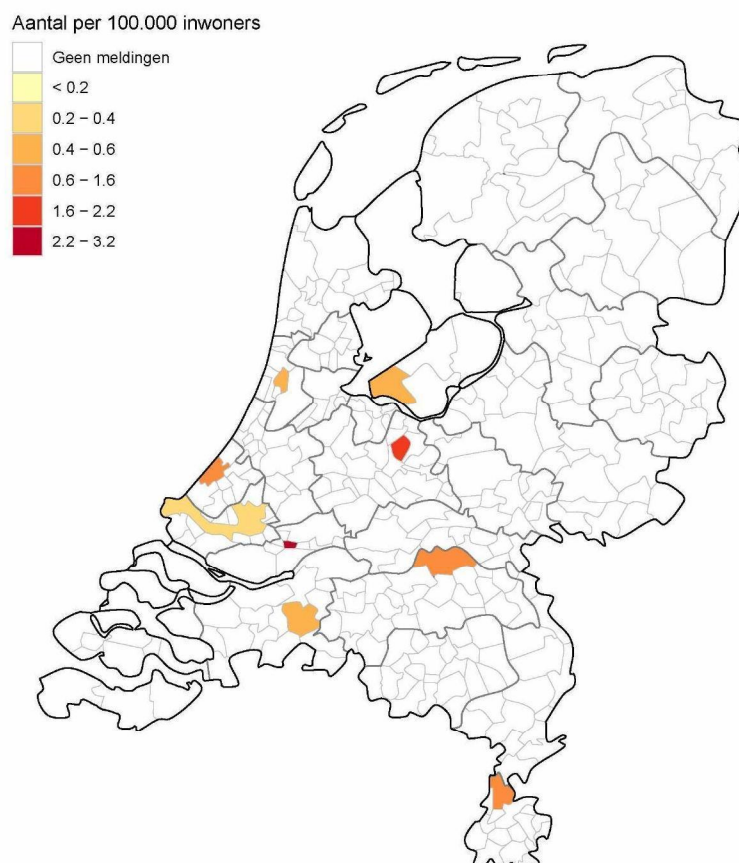 Aantal per 100.000 inwoners
Geen meldingen
< 0.2
0.2 − 0.4
0.4 − 0.6
0.6 − 1.6
1.6 − 2.2
2.2 − 3.2